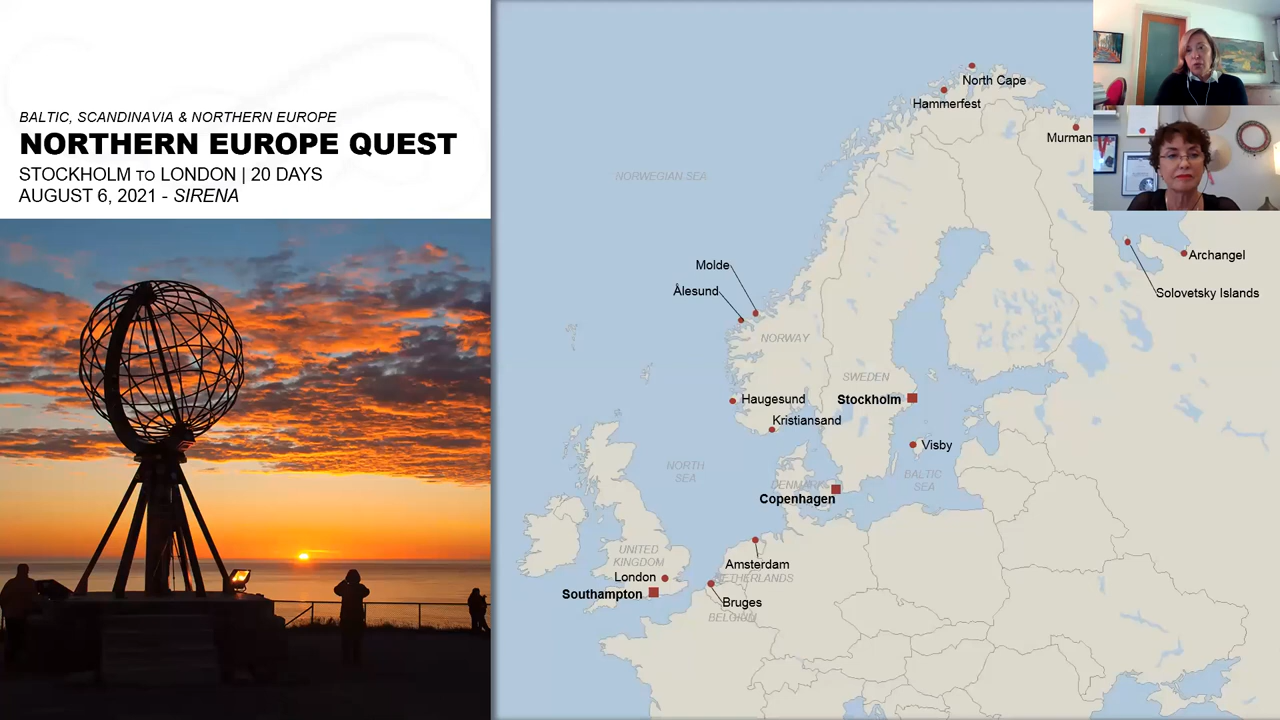 BALTIC, SCANDINAVIA & NORTHERN EUROPE
NORTHERN EUROPE QUEST
STOCKHOLM TO LONDON | 20 DAYS
AUGUST 6, 2021 - SIRENA
North Cape
Hammerfest
Murman
NORWEGIAN SEA
Archangel
Solovetsky Islands
Molde
Ålesund
NORWAY
SWEDEN
Stockholm
Haugesund
Kristiansand
Visby
NORTH
SEA
BALTIC
SEA
DENMARK
Copenhagen
UNITED
KINGDOM
Amsterdam
NETHERLANDS
London
Southampton
Bruges
BELGIUM